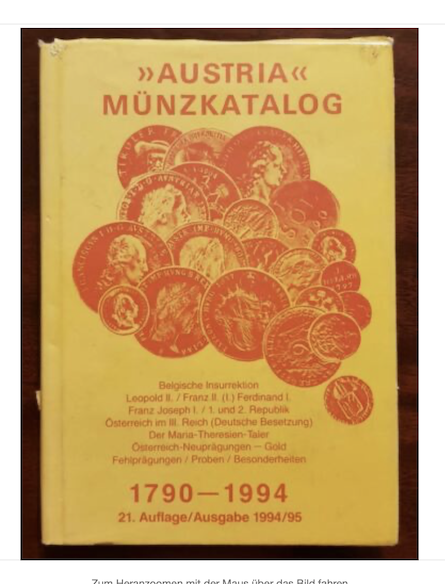 »AUSTRIA«
MÜNZKATALOG
Belgische Insurrektion
Leopold II. / Franz II. (I.) Ferdinand I.
Franz Joseph I. / 1. und 2. Republik
Österreich im III. Reich (Deutsche Besetzung)
Der Maria-Theresien-Taler
Österreich-Neuprägungen — Gold
Fehlprägungen / Proben / Besonderheiten
1790—1994
21. Auflage/Ausgabe 1994/95
Zum Heranzoomen mit der Maus über das Bild fahren